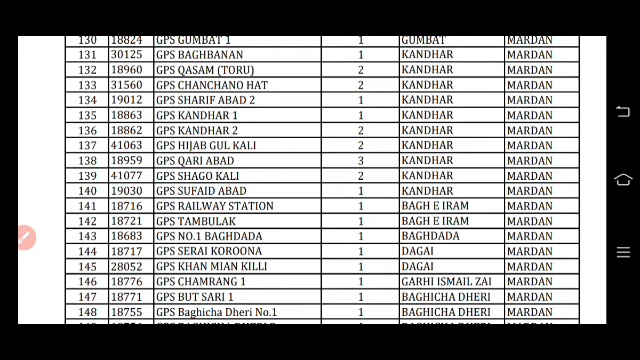 130 18824 GPS GUMBAT 1 1 GUMBAT MARDAN
131 30125 GPS BAGHBANAN 1 KANDHAR MARDAN
132 18960 GPS QASAM (TORU) 2 KANDHAR MARDAN
133 31560 GPS CHANCHANO HAT 2 KANDHAR MARDAN
134 19012 GPS SHARIF ABAD 2 1 KANDHAR MARDAN
135 18863 GPS KANDHAR 1 1 KANDHAR MARDAN
136 18862 GPS KANDHAR 2 2 KANDHAR MARDAN
137 41063 GPS HIJAB GUL KALI 2 KANDHAR MARDAN
138 18959 GPS QARI ABAD 3 KANDHAR MARDAN
139 41077 GPS SHAGO KALI 2 KANDHAR MARDAN
140 19030 GPS SUFAID ABAD 1 KANDHAR MARDAN
141 18716 GPS RAILWAY STATION 1 BAGH E IRAM MARDAN
142 18721 GPS TAMBULAK 1 BAGH E IRAM MARDAN
143 18683 GPS NO.1 BAGHDADA 1 BAGHDADA MARDAN
144 18717 GPS SERAI KOROONA 1 DAGAI MARDAN
145 28052 GPS KHAN MIAN KILLI 1 DAGAI MARDAN
146 18776 GPS CHAMRANG 1 1 GARHI ISMAIL ZAI MARDAN
147 18771 GPS BUT SARI 1 1 BAGHICHA DHERI MARDAN
148 18755 GPS Baghicha Dheri No.1 1 BAGHICHA DHERI MARDAN